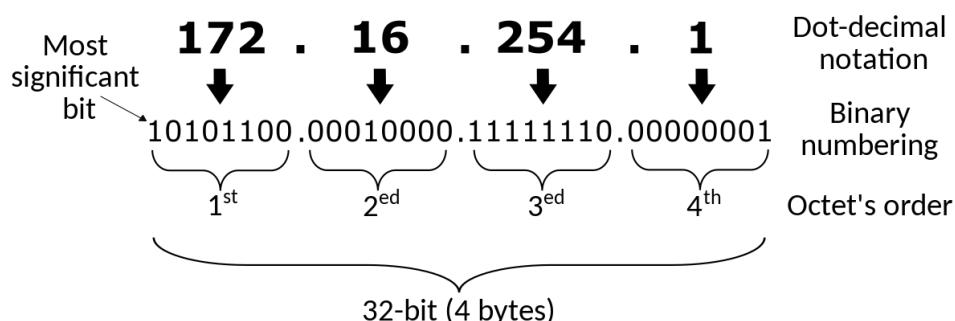 172 . 16 . 254 . 1
Dot-decimal
notation
Most
significant
bit
10101100.00010000.11111110.00000001
Binary
numbering
1st 2ed 3ed 4th
Octet's order
32-bit (4 bytes)